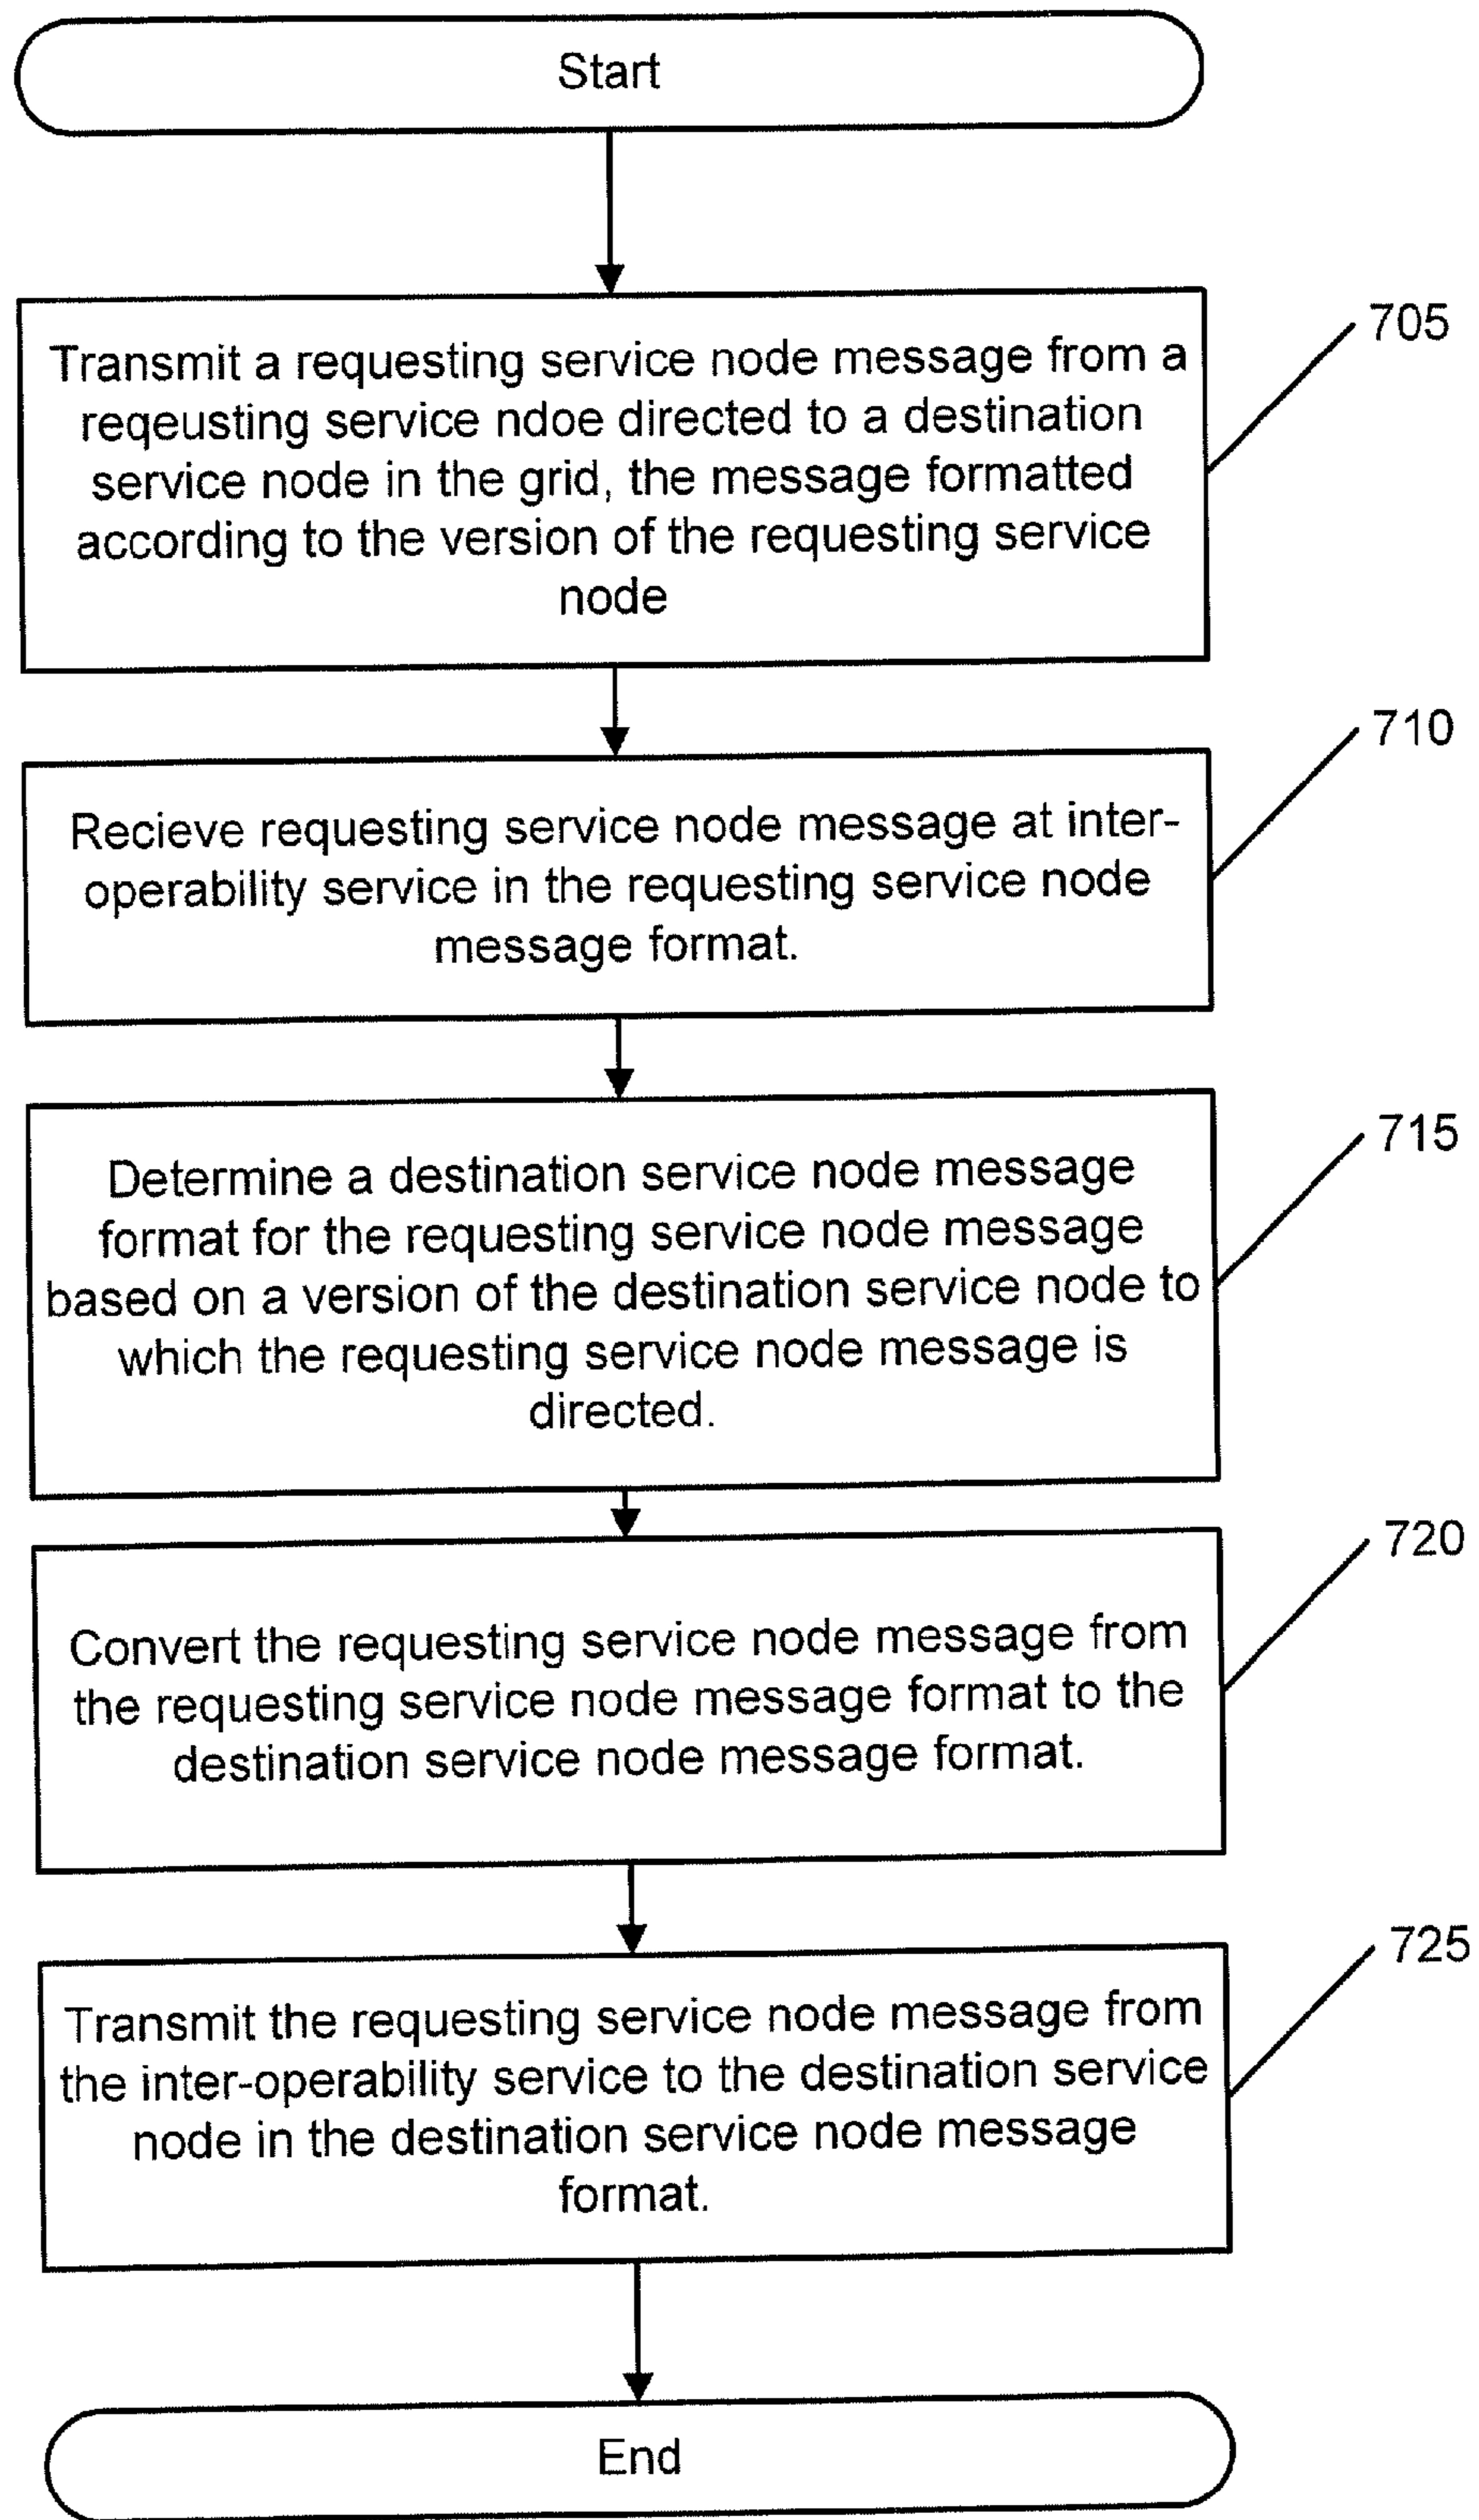 Start
Transmit a requesting service node message from a
reqeusting service ndoe directed to a destination
service node in the grid, the message formatted
according to the version of the requesting service
node
705
Recieve requesting service node message at inter-
operability service in the requesting service node
message format.
710
Determine a destination service node message
format for the requesting service node message
based on a version of the destination service node to
which the requesting service node message is
directed.
715
Convert the requesting service node message from
the requesting service node message format to the
destination service node message format.
720
Transmit the requesting service node message from
the inter-operability service to the destination service
node in the destination service node message
format.
725
End